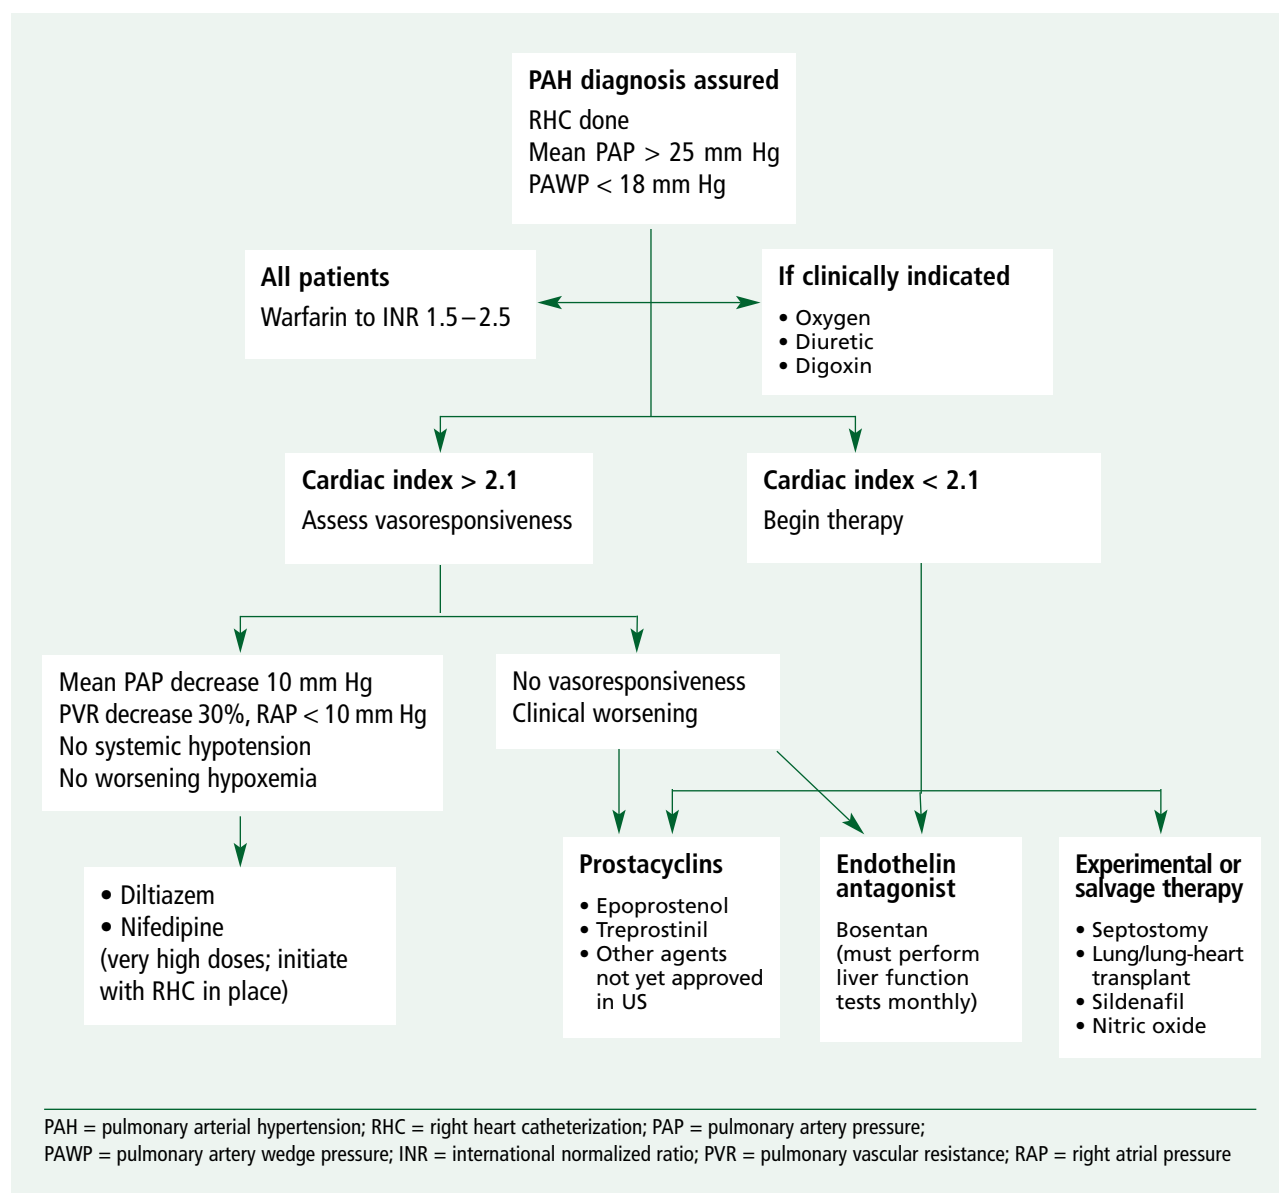 PAH diagnosis assured
RHC done
Mean PAP > 25 mm Hg
PAWP < 18 mm Hg
All patients
Warfarin to INR 1.5–2.5
If clinically indicated
• Oxygen
• Diuretic
• Digoxin
Cardiac index > 2.1
Assess vasoresponsiveness
Cardiac index < 2.1
Begin therapy
Mean PAP decrease 10 mm Hg
PVR decrease 30%, RAP < 10 mm Hg
No systemic hypotension
No worsening hypoxemia
No vasoresponsiveness
Clinical worsening
• Diltiazem
• Nifedipine
(very high doses; initiate
with RHC in place)
Prostacyclins
• Epoprostenol
• Treprostinil
• Other agents
not yet approved
in US
Endothelin
antagonist
Bosentan
(must perform
liver function
tests monthly)
Experimental or
salvage therapy
• Septostomy
• Lung/lung-heart
transplant
• Sildenafil
• Nitric oxide
PAH = pulmonary arterial hypertension; RHC = right heart catheterization; PAP = pulmonary artery pressure;
PAWP = pulmonary artery wedge pressure; INR = international normalized ratio; PVR = pulmonary vascular resistance; RAP = right atrial pressure